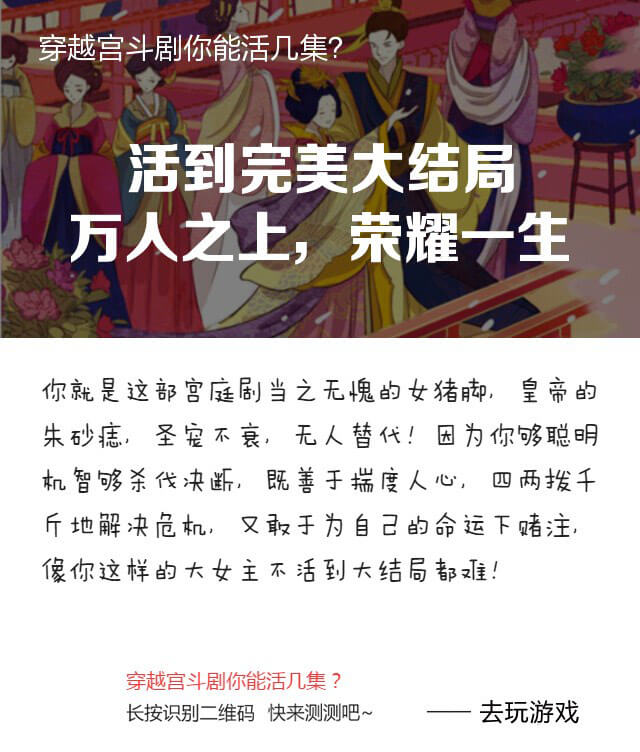 穿越宫斗剧你能活几集?
活到完美大结局
万人之上，荣耀一生
你就是这部宫庭剧当之无愧的女猪脚，皇帝的
朱砂痣，圣宠不衰，无人替代！因为你够聪明
机智够杀伐决断，既善于揣度人心，四两拨千
斤地解决危机，又敢于为自己的命运下赌注，
像你这样的大女主不活到大结局都难！
穿越宫斗剧你能活几集？
长按识别二维码 快来测测吧~
—— 去玩游戏